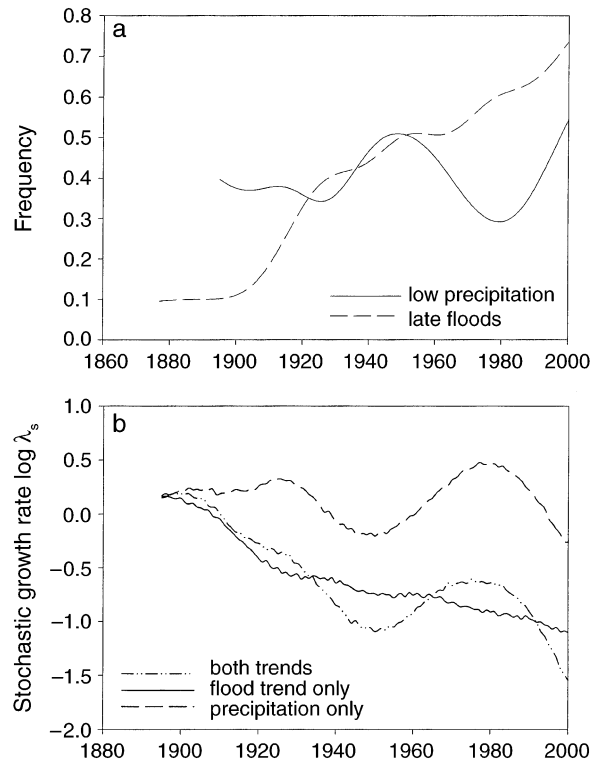 a
0.8
0.7
0.6
0.5
0.4
0.3
0.2
0.1
0.0
Frequency
low precipitation
late floods
1860 1880 1900 1920 1940 1960 1980 2000
b
1.0
0.5
0.0
−0.5
−1.0
−1.5
−2.0
Stochastic growth rate log λs
both trends
flood trend only
precipitation only
1880 1900 1920 1940 1960 1980 2000